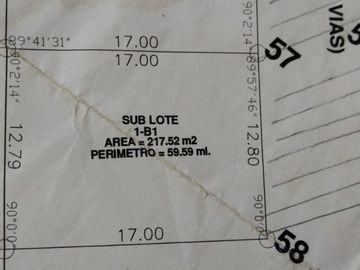 17.00
89°41'31"
17.00
90°2'14"
57
90°2'14"
89°57'46"
VIAS)
SUB LOTE
1-B1
AREA = 217.52 m2
PERIMETRO = 59.59 ml.
12.79
12.80
90°0'0"
17.00
90°0'0"
58